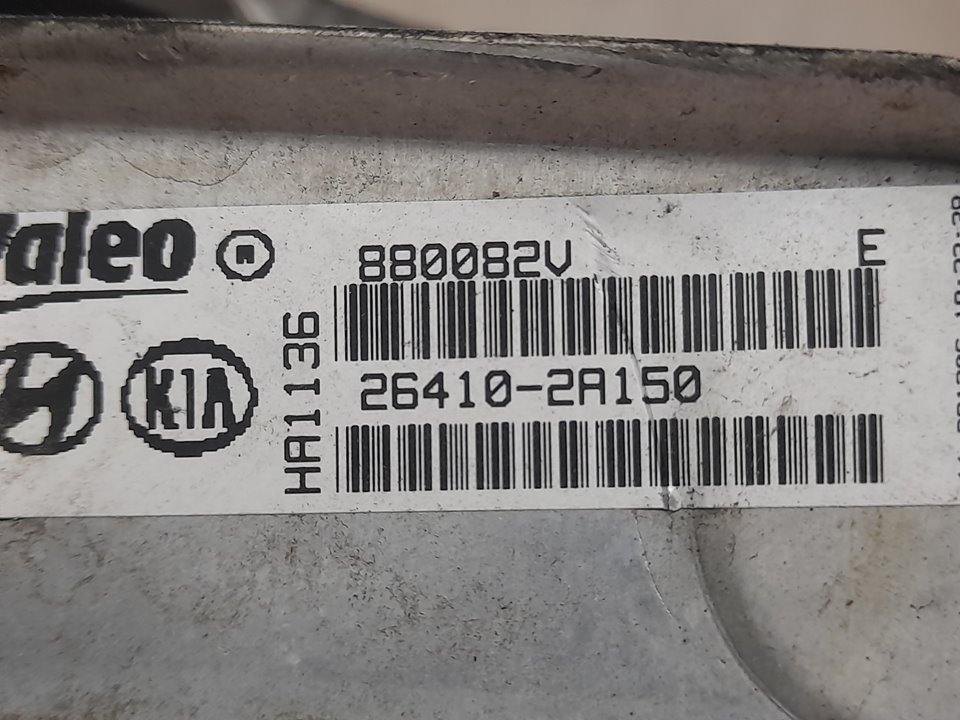 Valeo ®
880082V
E
HA1136
26410-2A150
KIA